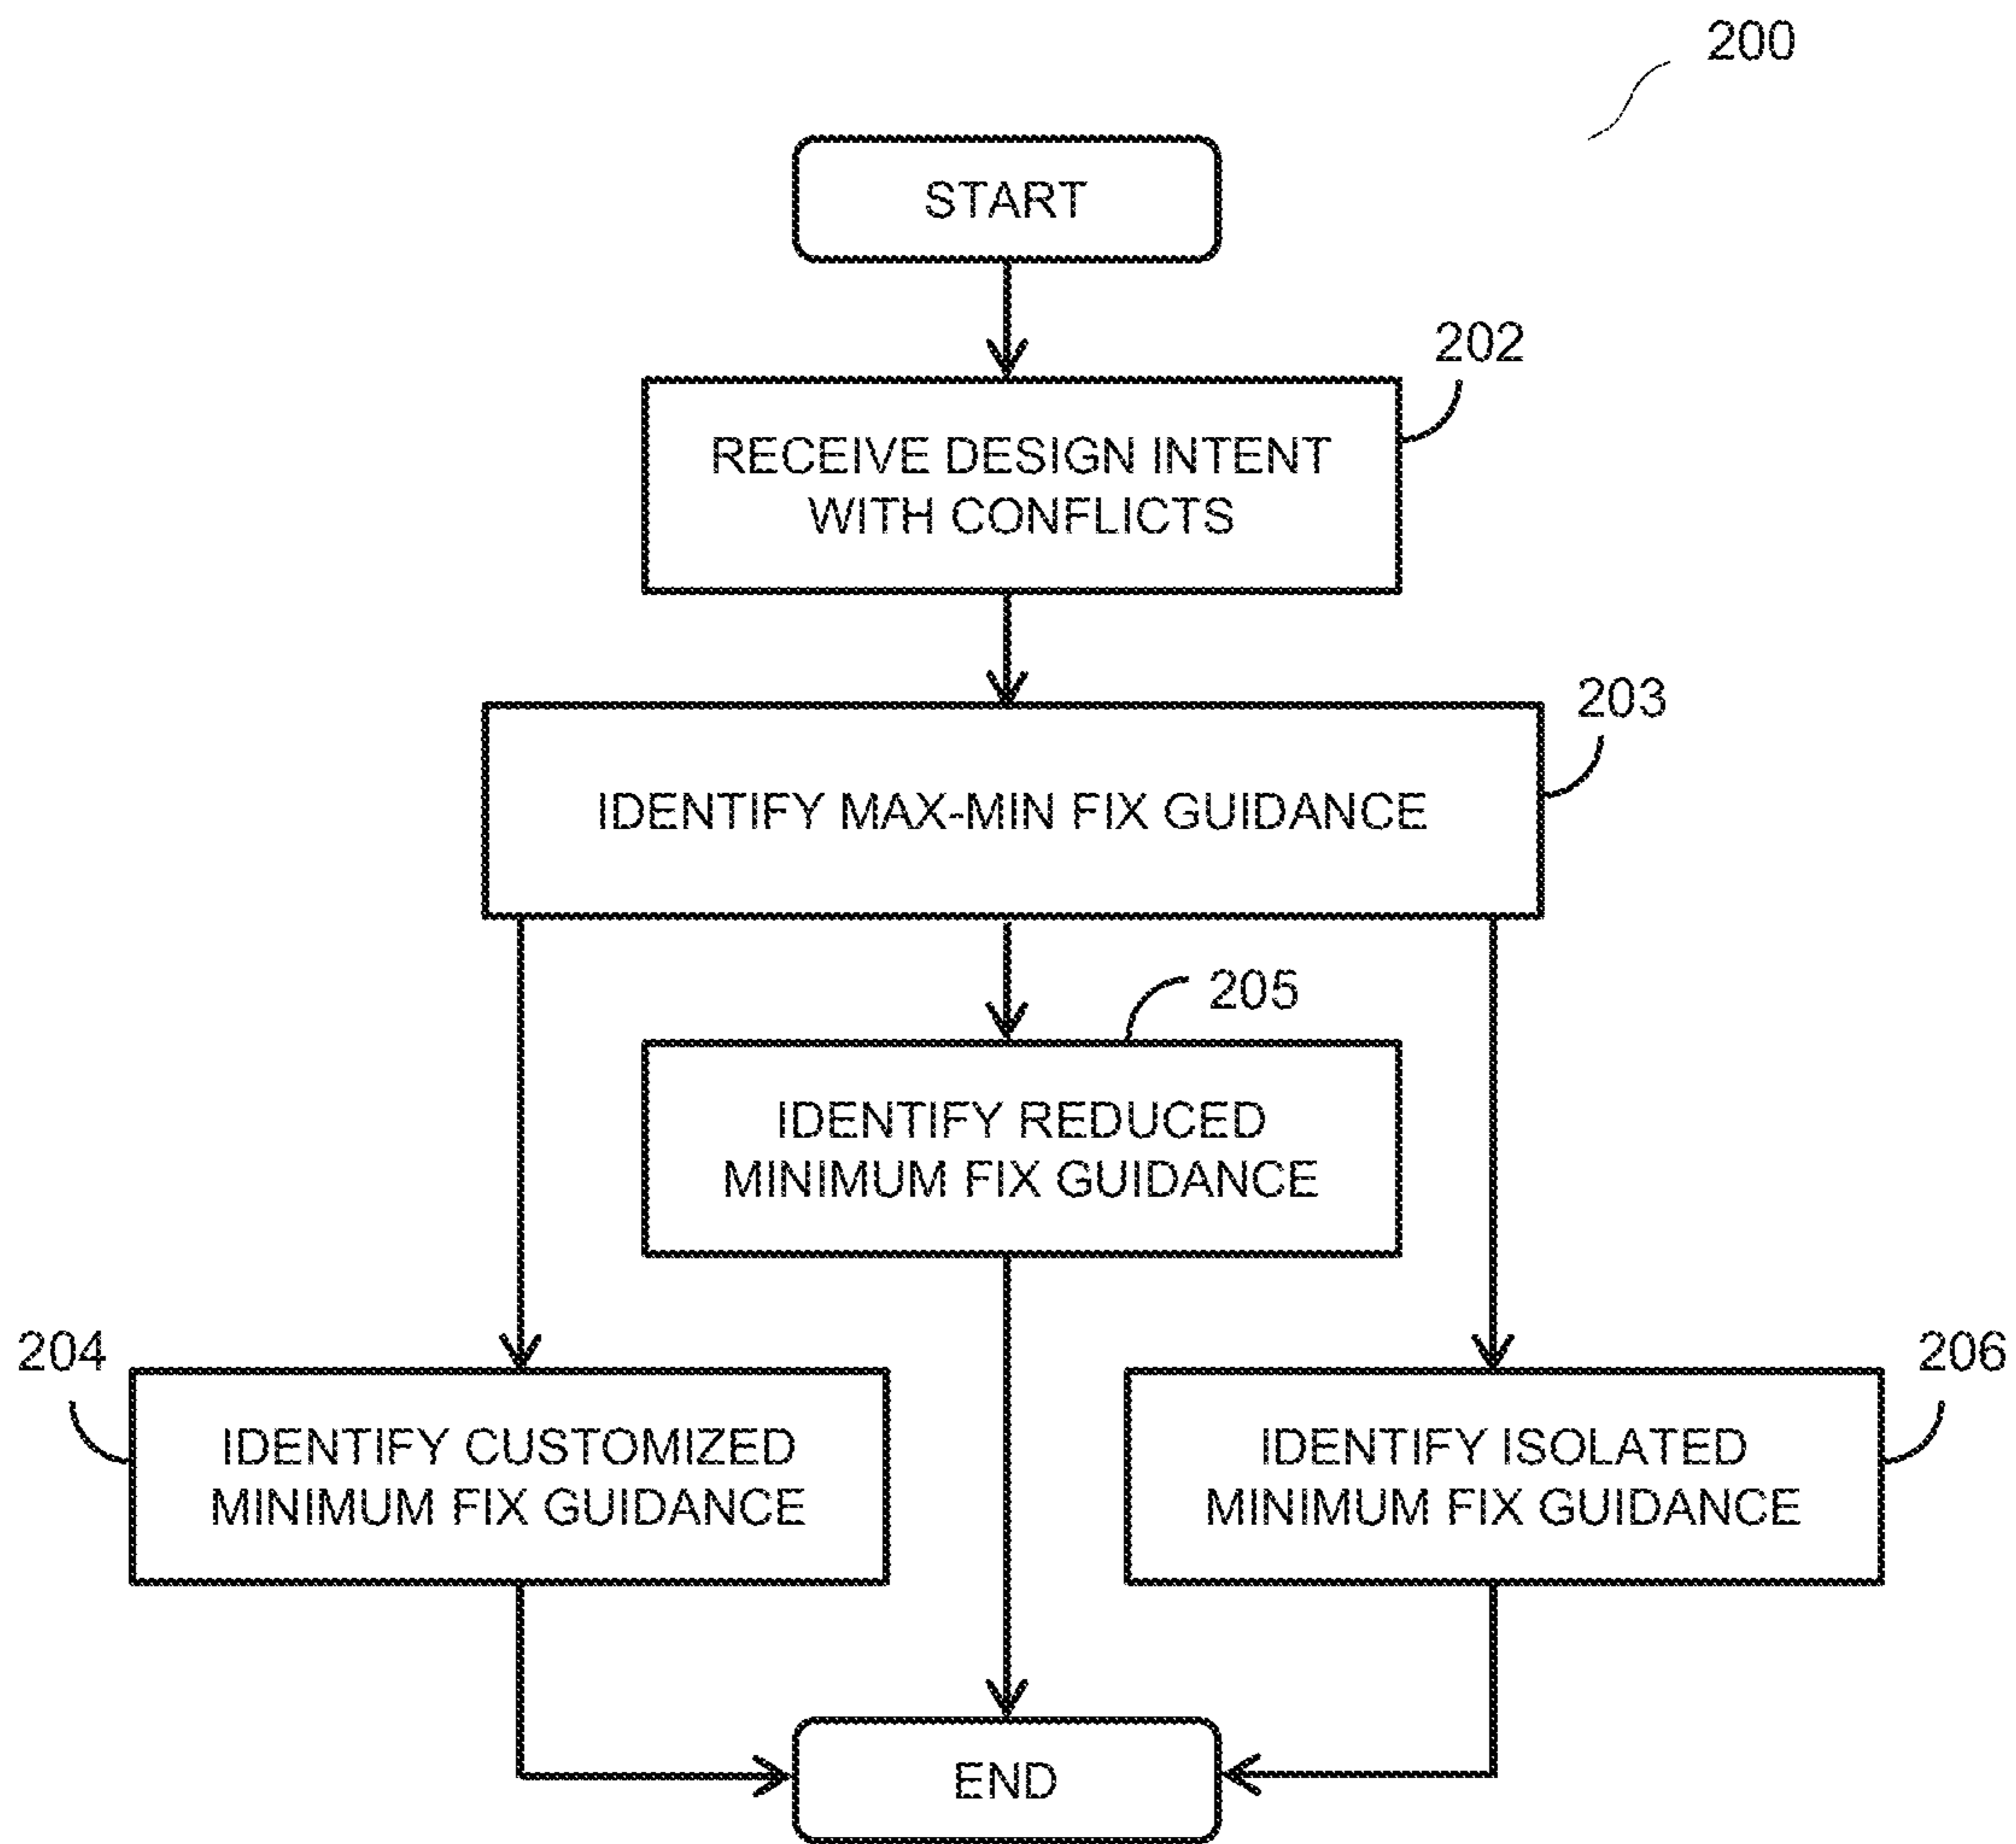 200
START
202
RECEIVE DESIGN INTENT
WITH CONFLICTS
203
IDENTIFY MAX-MIN FIX GUIDANCE
205
IDENTIFY REDUCED
MINIMUM FIX GUIDANCE
204
IDENTIFY CUSTOMIZED
MINIMUM FIX GUIDANCE
206
IDENTIFY ISOLATED
MINIMUM FIX GUIDANCE
END